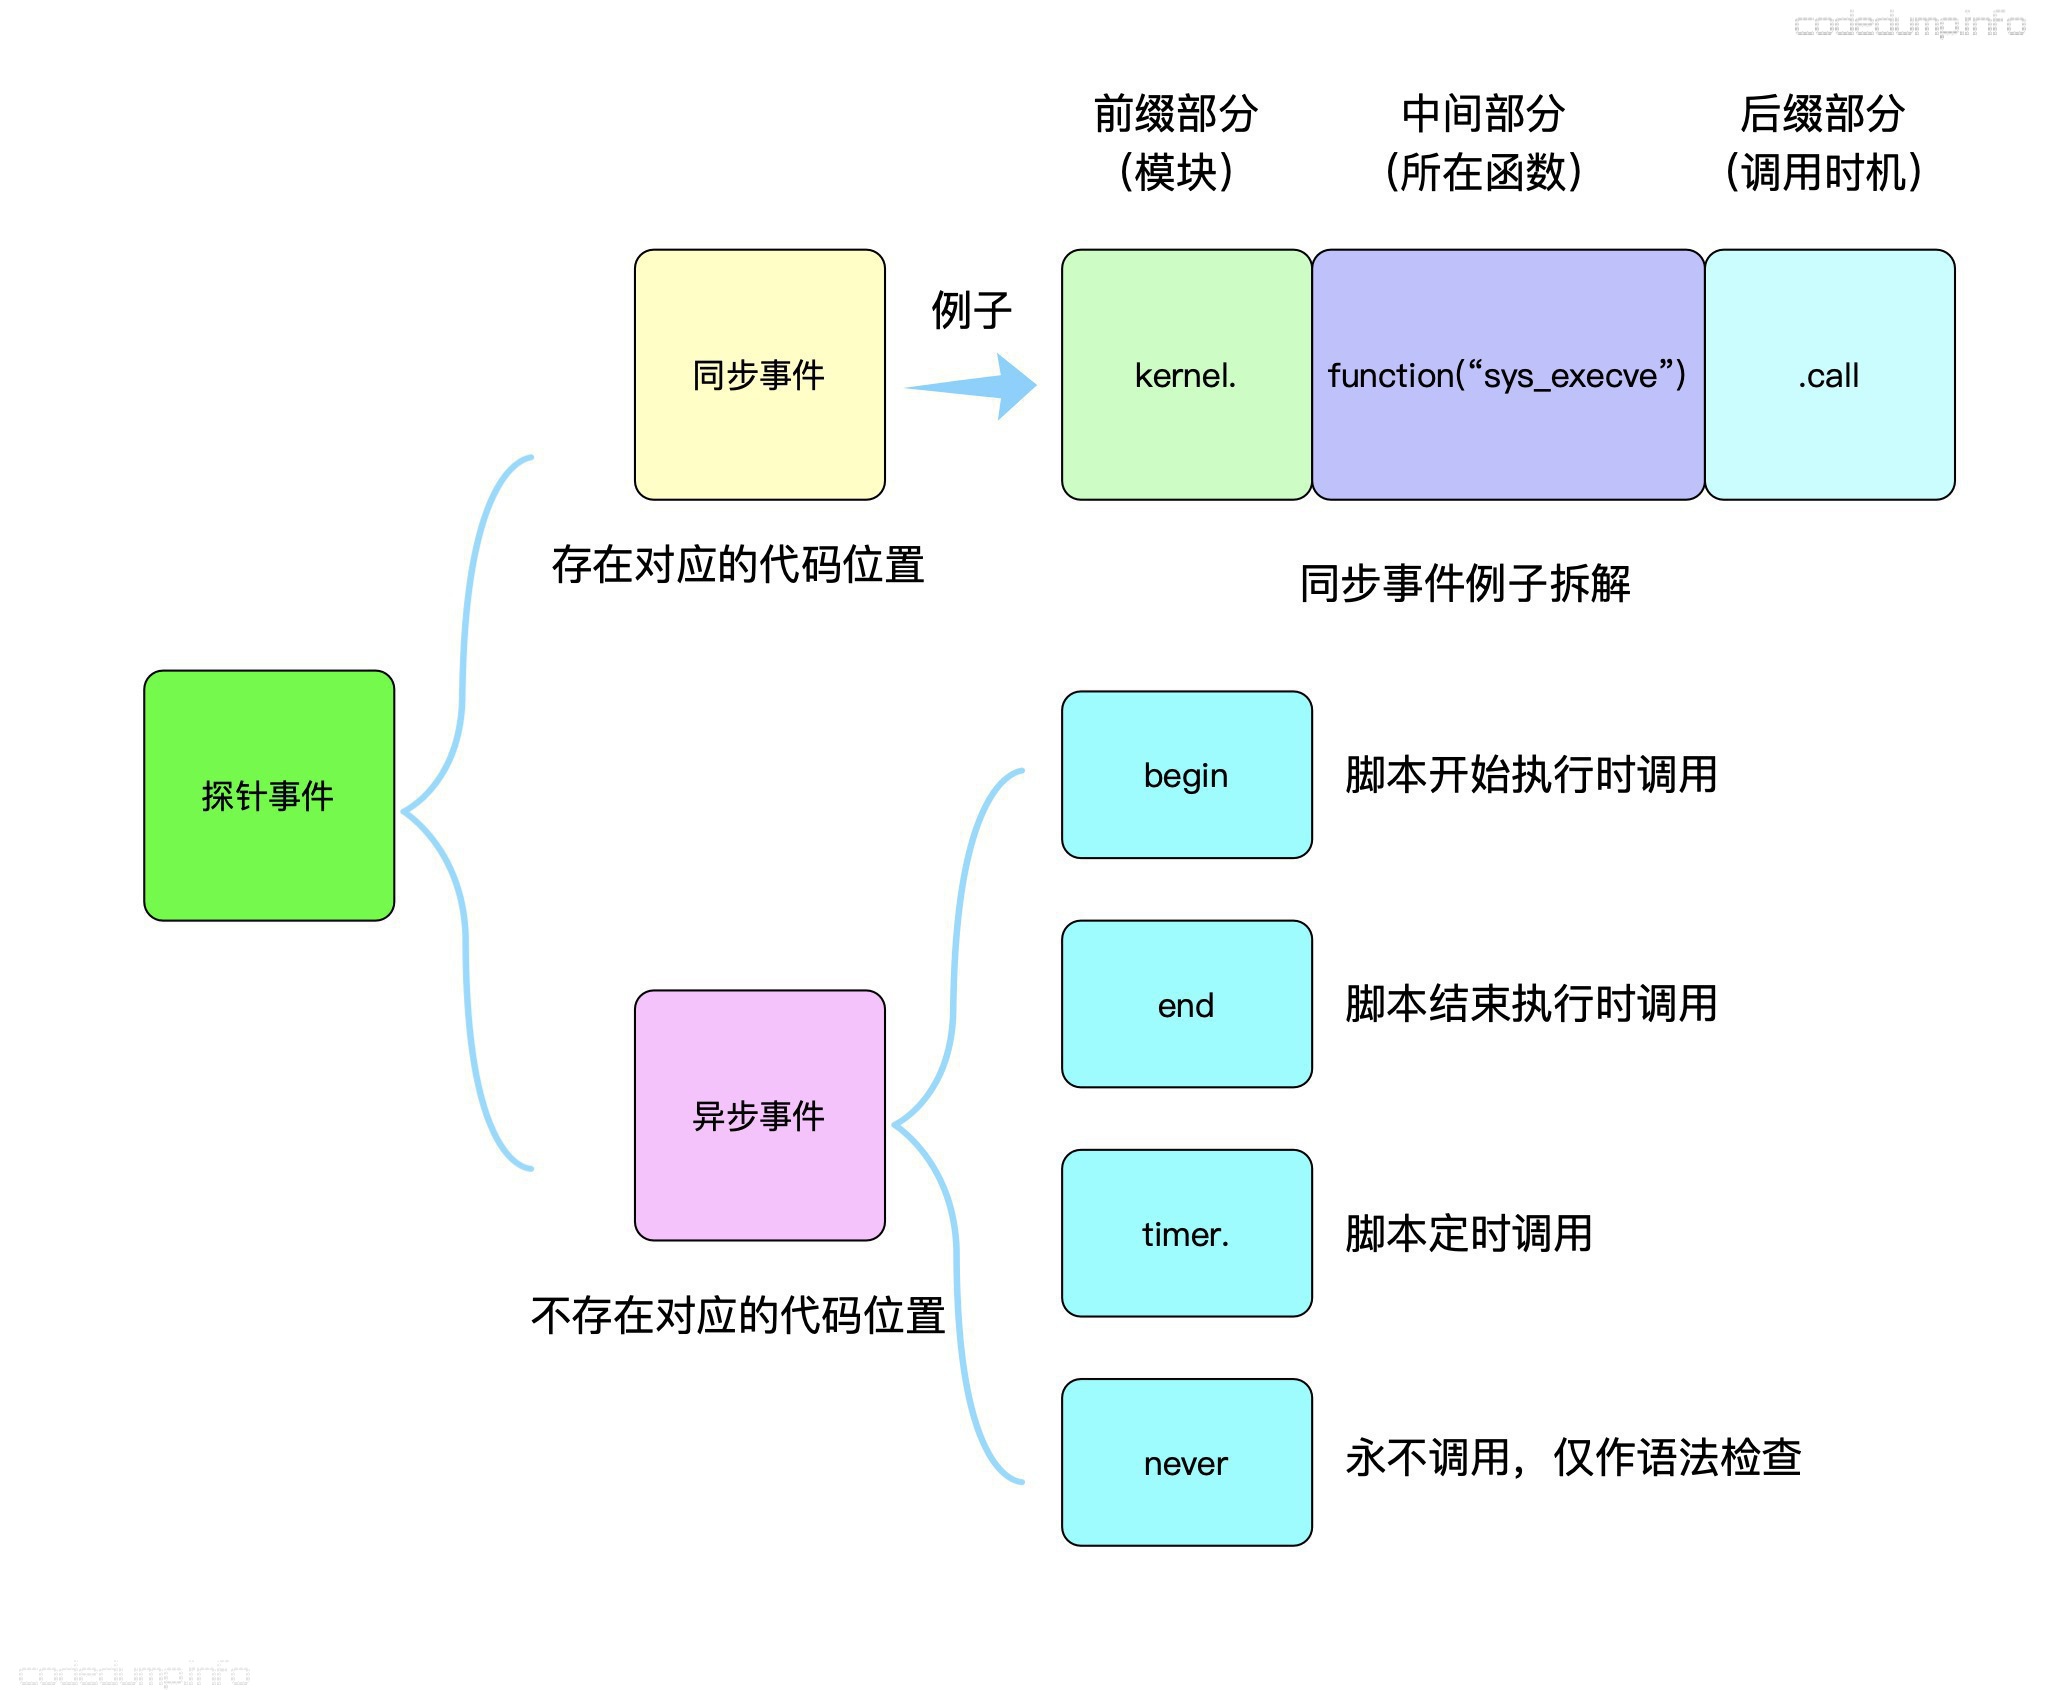 codedumpinfo
前缀部分
（模块）
中间部分
（所在函数）
后缀部分
（调用时机）
同步事件
例子
kernel.
function(“sys_execve”)
.call
存在对应的代码位置
同步事件例子拆解
探针事件
begin
脚本开始执行时调用
end
脚本结束执行时调用
异步事件
timer.
脚本定时调用
不存在对应的代码位置
never
永不调用，仅作语法检查
codedumpinfo